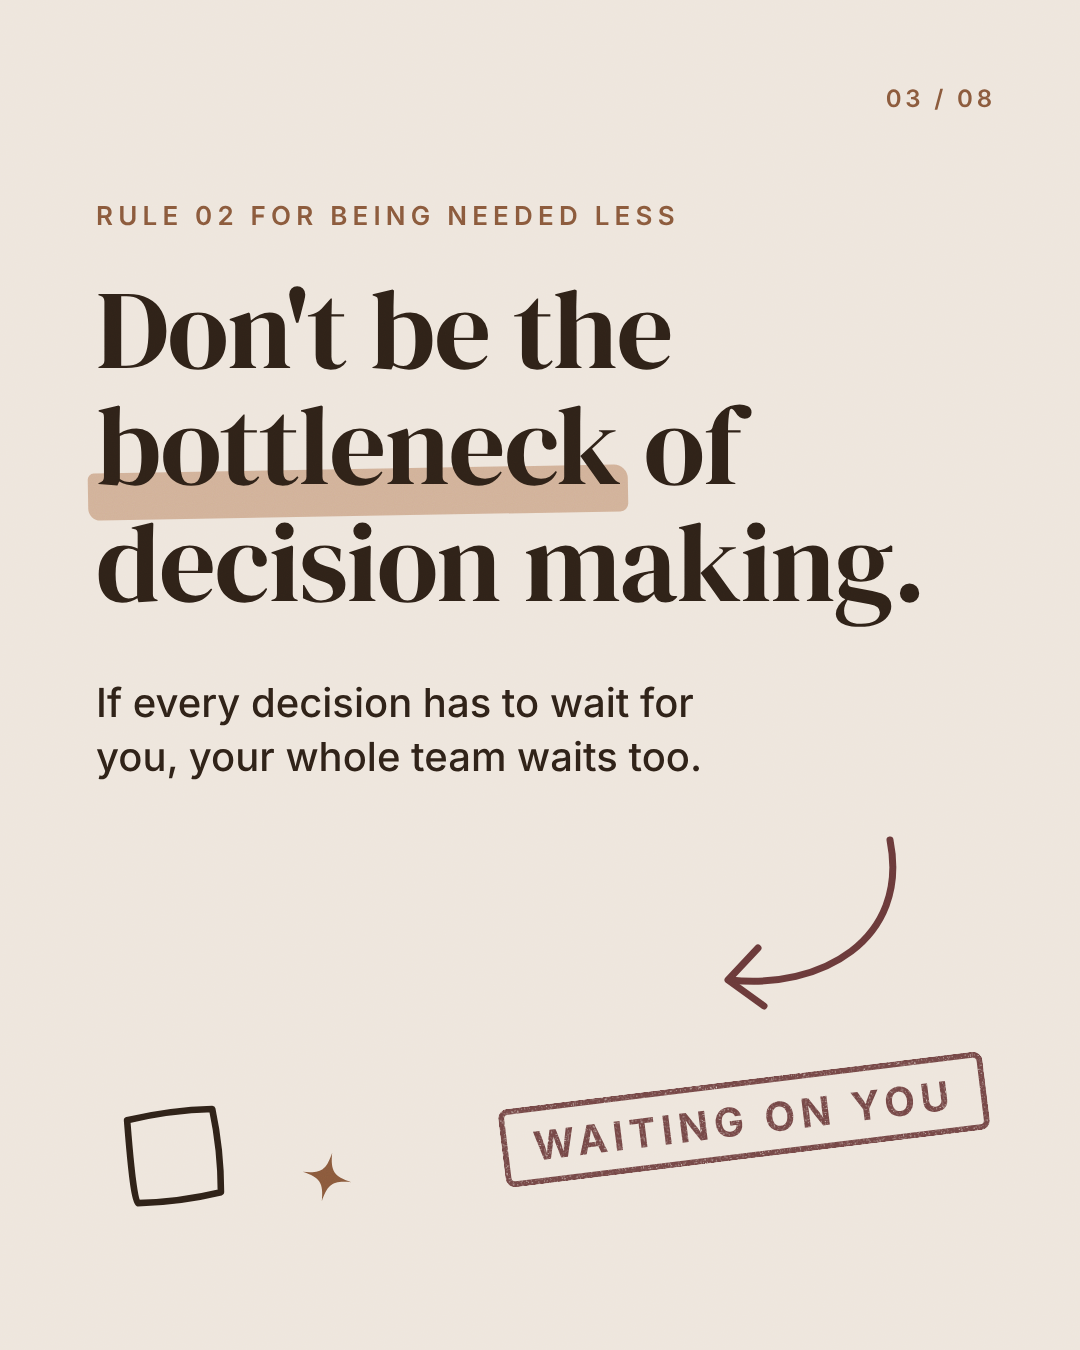 03 / 08
RULE 02 FOR BEING NEEDED LESS
Don't be the
bottleneck of
decision making.
If every decision has to wait for
you, your whole team waits too.
WAITING ON YOU